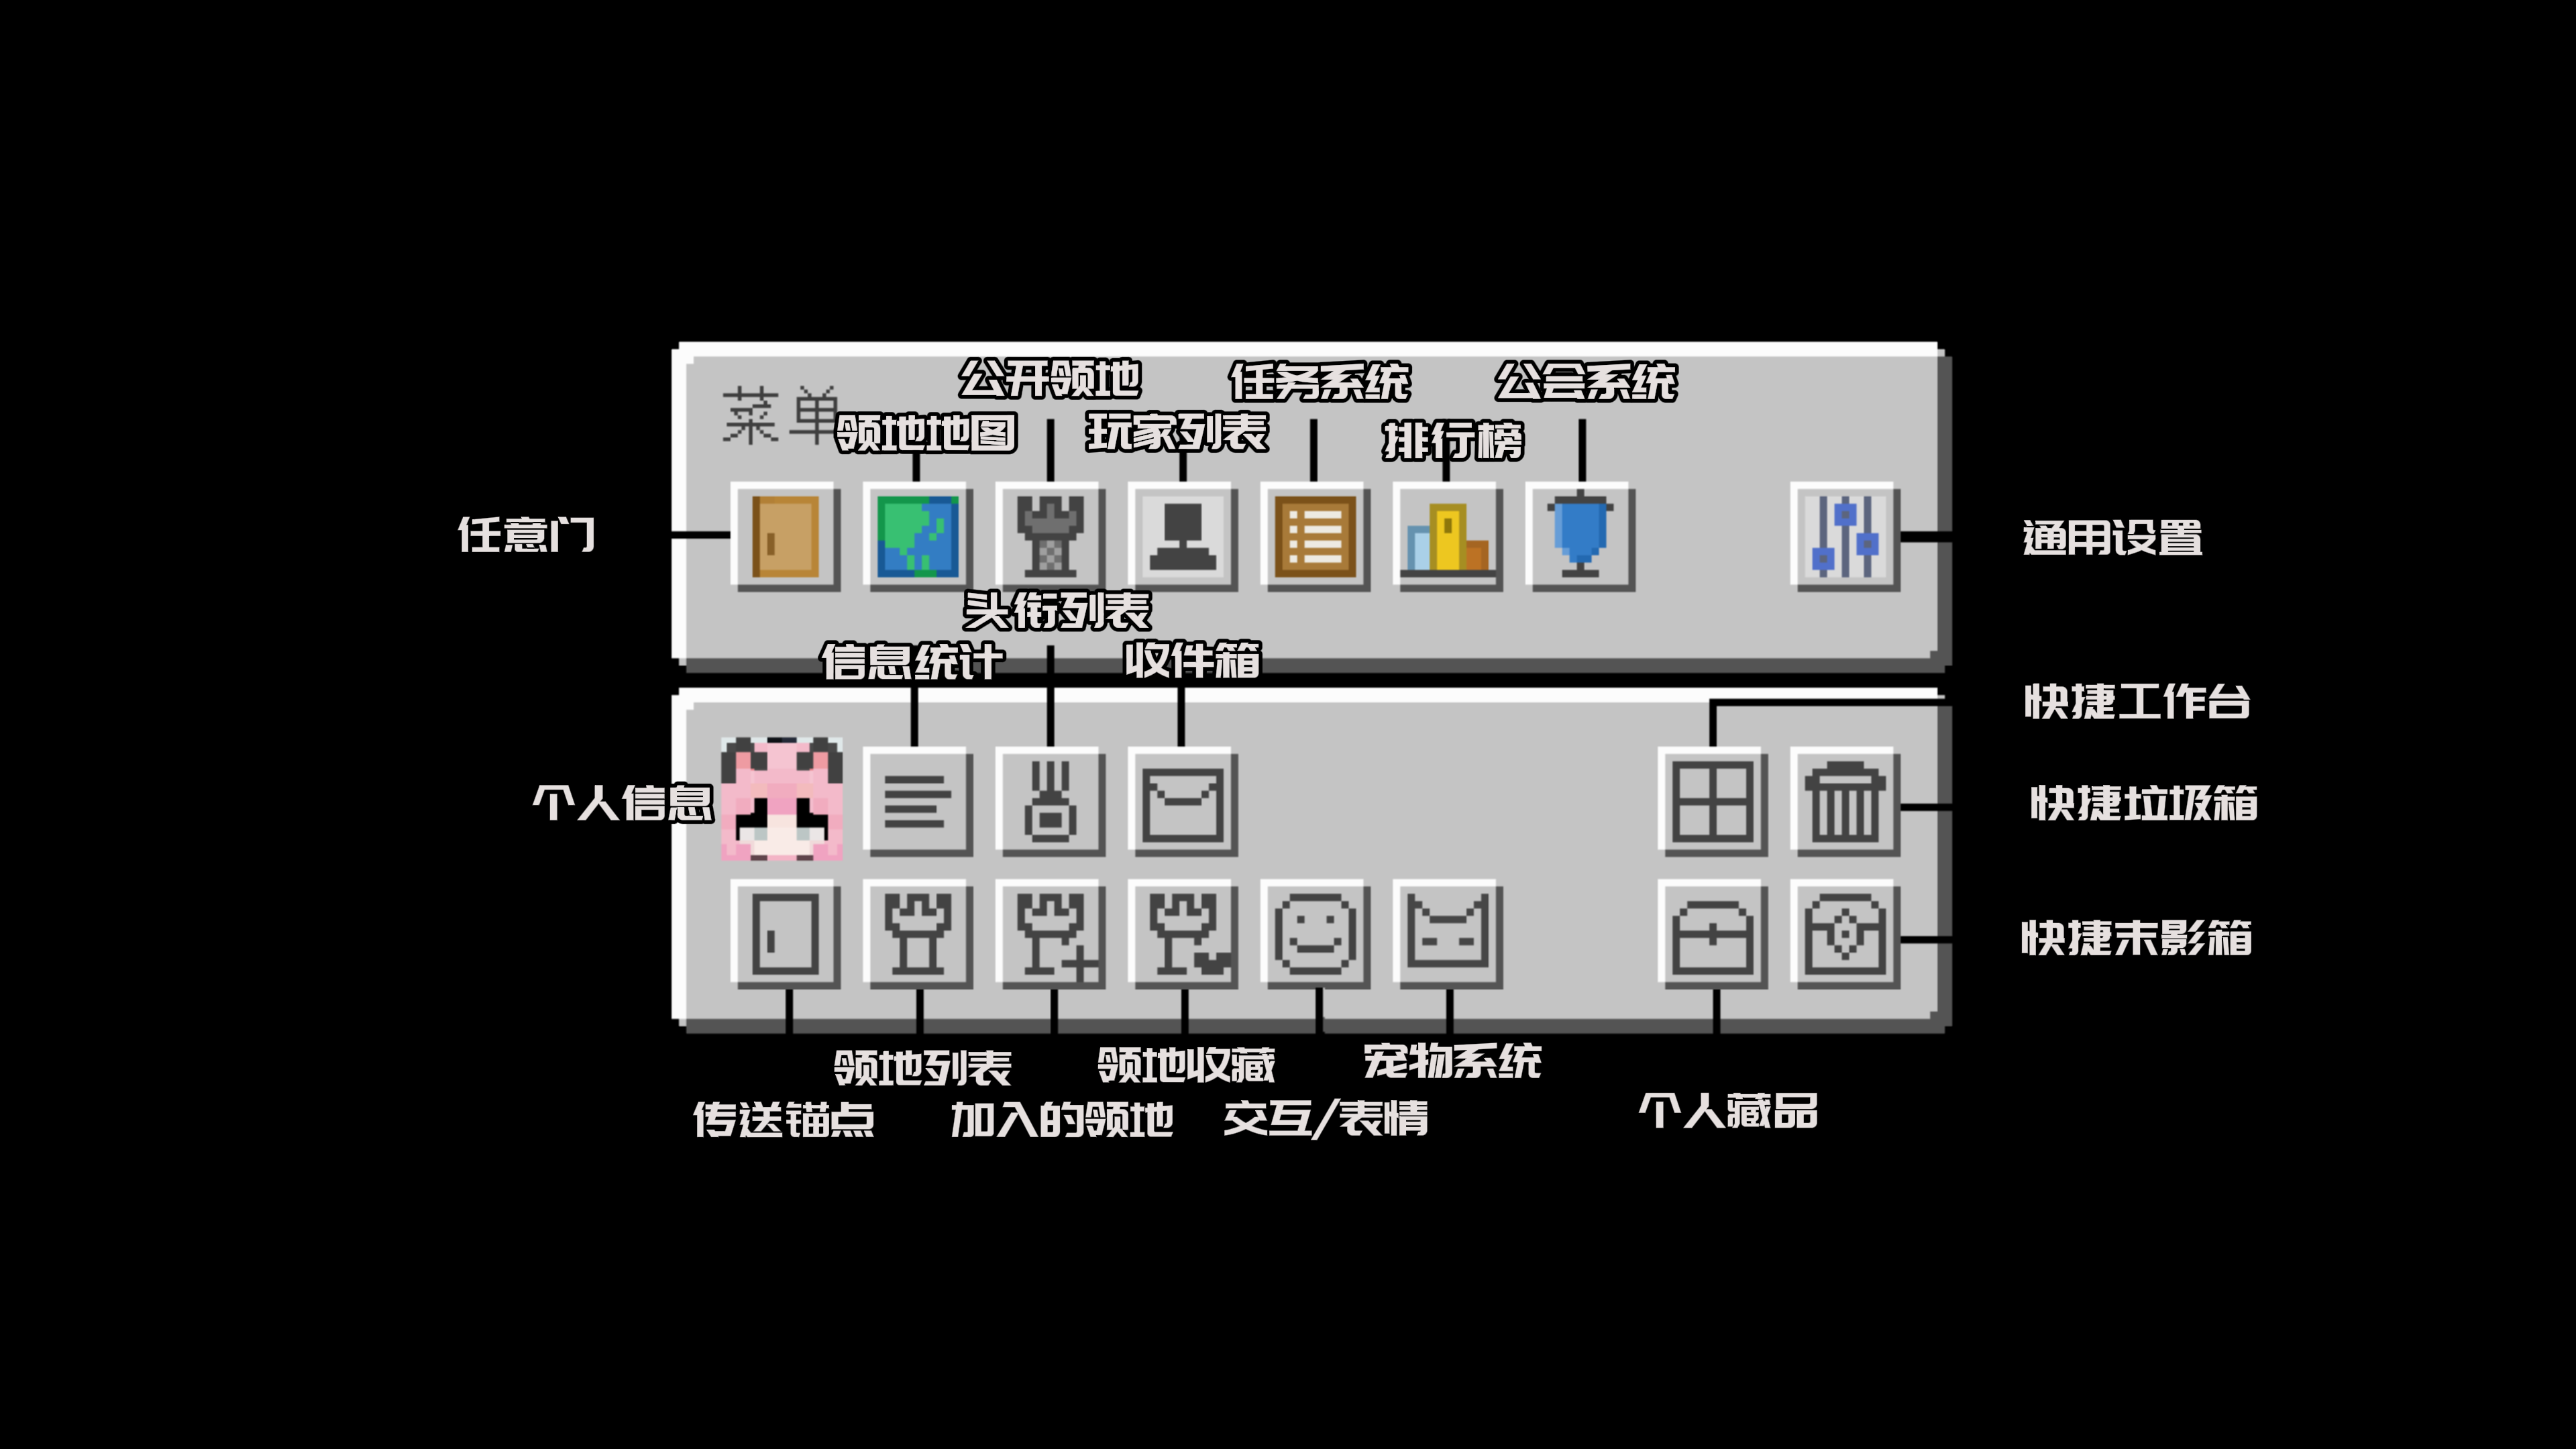 公开领地
任务系统
公会系统
菜单
领地地图
玩家列表
排行榜
任意门
通用设置
头衔列表
信息统计
收件箱
快捷工作台
个人信息
快捷垃圾箱
快捷末影箱
领地列表
领地收藏
宠物系统
传送锚点
加入的领地
交互/表情
个人藏品